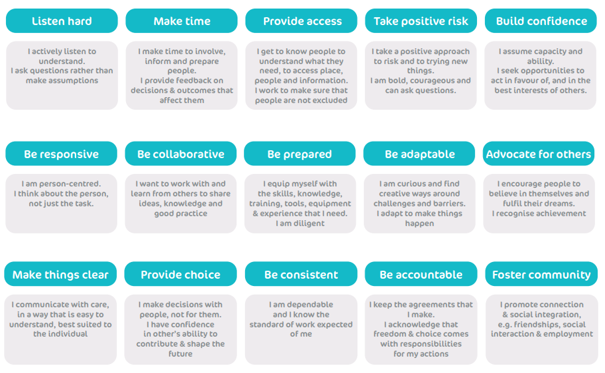 Listen hard
Make time
Provide access
Take positive risk
Build confidence
I actively listen to
understand.
I ask questions rather than
make assumptions
I make time to involve,
inform and prepare
people.
I provide feedback on
decisions & outcomes that
affect them
I get to know people to
understand what they
need, to access place,
people and information.
I work to make sure that
people are not excluded
I take a positive approach
to risk and to trying new
things.
I am bold, courageous and
can ask questions.
I assume capacity and
ability.
I seek opportunities to
act in favour of, and in the
best interests of others.
Be responsive
Be collaborative
Be prepared
Be adaptable
Advocate for others
I am person-centred.
I think about the person,
not just the task.
I want to work with and
learn from others to share
ideas, knowledge and
good practice
I equip myself with
the skills, knowledge,
training, tools, equipment
& experience that I need.
I am diligent
I am curious and find
creative ways around
challenges and barriers.
I adapt to make things
happen
I encourage people to
believe in themselves and
fulfil their dreams.
I recognise achievement
Make things clear
Provide choice
Be consistent
Be accountable
Foster community
I communicate with care,
in a way that is easy to
understand, best suited to
the individual
I make decisions with
people, not for them.
I have confidence
in other's ability to
contribute & shape the
future
I am dependable
and I know the
standard of work expected
of me
I keep the agreements that
I make.
I acknowledge that
freedom & choice comes
with responsibilities
for my actions
I promote connection
& social integration,
e.g. friendships, social
interaction & employment